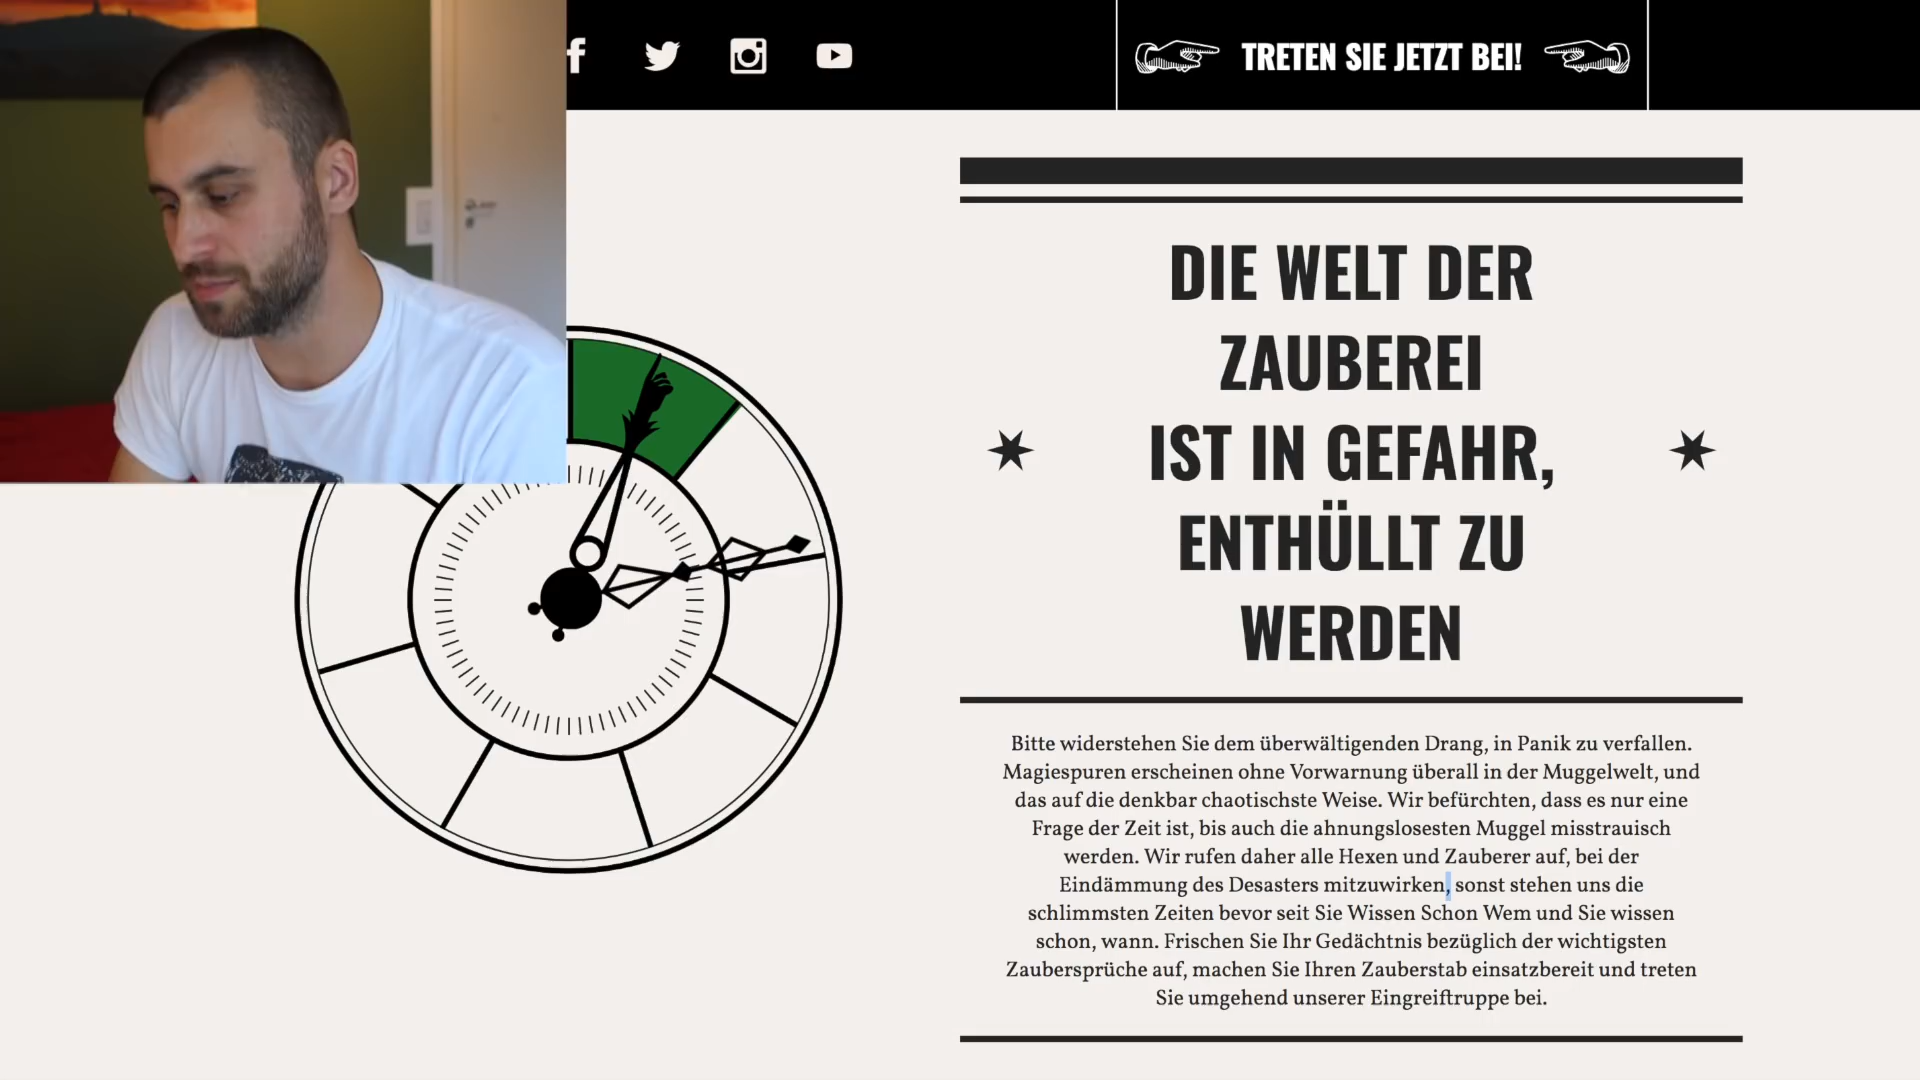 TRETEN SIE JETZT BEI!
DIE WELT DER
ZAUBEREI
IST IN GEFAHR,
ENTHÜLLT ZU
WERDEN
Bitte widerstehen Sie dem überwältigenden Drang, in Panik zu verfallen.
Magiespuren erscheinen ohne Vorwarnung überall in der Muggelwelt, und
das auf die denkbar chaotischste Weise. Wir befürchten, dass es nur eine
Frage der Zeit ist, bis auch die ahnungslosesten Muggel misstrauisch
werden. Wir rufen daher alle Hexen und Zauberer auf, bei der
Eindämmung des Desasters mitzuwirken, sonst stehen uns die
schlimmsten Zeiten bevor seit Sie Wissen Schon Wem und Sie wissen
schon, wann. Frischen Sie Ihr Gedächtnis bezüglich der wichtigsten
Zaubersprüche auf, machen Sie Ihren Zauberstab einsatzbereit und treten
Sie umgehend unserer Eingreiftruppe bei.